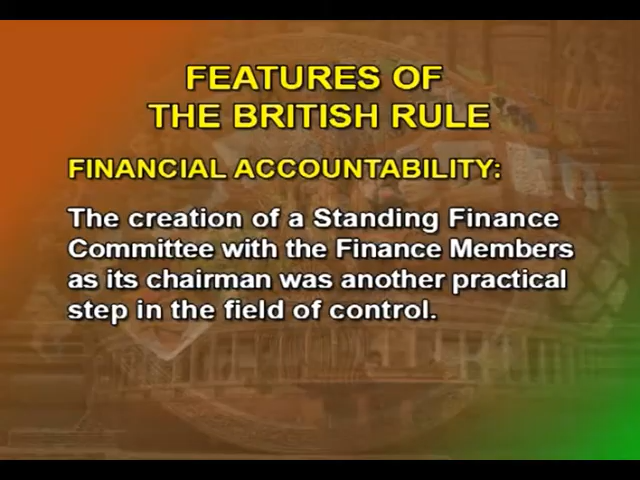 FEATURES OF
THE BRITISH RULE
FINANCIAL ACCOUNTABILITY:
The creation of a Standing Finance
Committee with the Finance Members
as its chairman was another practical
step in the field of control.